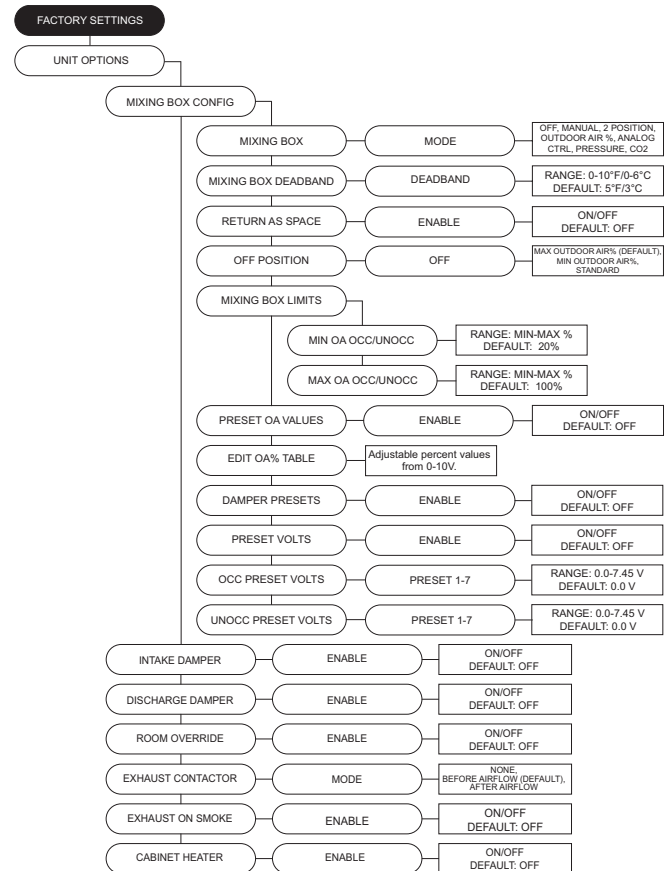 FACTORY SETTINGS
UNIT OPTIONS
MIXING BOX CONFIG
MIXING BOX
MODE
OFF, MANUAL, 2 POSITION,
OUTDOOR AIR %, ANALOG
CTRL, PRESSURE, CO2
MIXING BOX DEADBAND
DEADBAND
RANGE: 0-10°F/0-6°C
DEFAULT: 5°F/3°C
RETURN AS SPACE
ENABLE
ON/OFF
DEFAULT: OFF
OFF POSITION
OFF
MAX OUTDOOR AIR% (DEFAULT),
MIN OUTDOOR AIR%,
STANDARD
MIXING BOX LIMITS
MIN OA OCC/UNOCC
RANGE: MIN-MAX %
DEFAULT: 20%
MAX OA OCC/UNOCC
RANGE: MIN-MAX %
DEFAULT: 100%
PRESET OA VALUES
ENABLE
ON/OFF
DEFAULT: OFF
EDIT OA% TABLE
Adjustable percent values
from 0-10V.
DAMPER PRESETS
ENABLE
ON/OFF
DEFAULT: OFF
PRESET VOLTS
ENABLE
ON/OFF
DEFAULT: OFF
OCC PRESET VOLTS
PRESET 1-7
RANGE: 0.0-7.45 V
DEFAULT: 0.0 V
UNOCC PRESET VOLTS
PRESET 1-7
RANGE: 0.0-7.45 V
DEFAULT: 0.0 V
INTAKE DAMPER
ENABLE
ON/OFF
DEFAULT: OFF
DISCHARGE DAMPER
ENABLE
ON/OFF
DEFAULT: OFF
ROOM OVERRIDE
ENABLE
ON/OFF
DEFAULT: OFF
EXHAUST CONTACTOR
MODE
NONE,
BEFORE AIRFLOW (DEFAULT),
AFTER AIRFLOW
EXHAUST ON SMOKE
ENABLE
ON/OFF
DEFAULT: OFF
CABINET HEATER
ENABLE
ON/OFF
DEFAULT: OFF